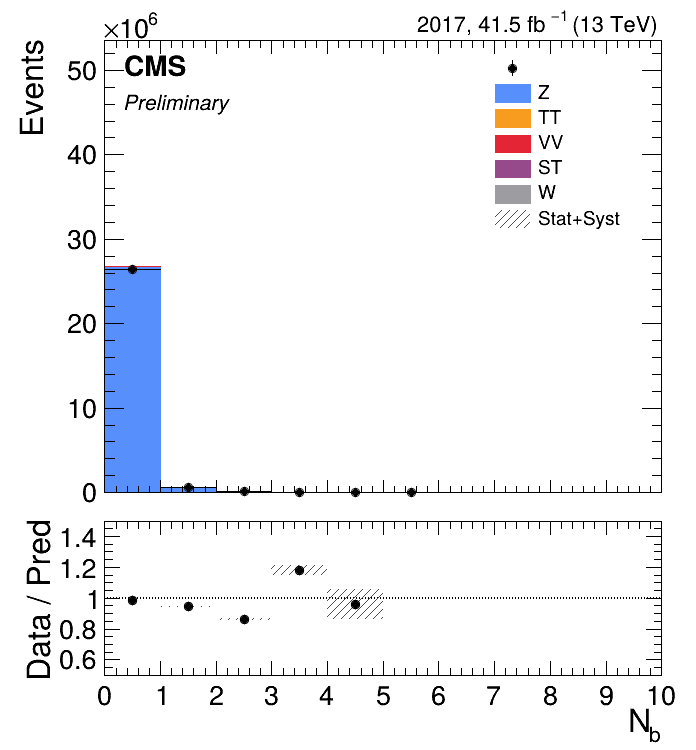 ×10⁶
2017, 41.5 fb⁻¹ (13 TeV)
Events
50
40
30
20
10
0
CMS
Preliminary
Z
TT
VV
ST
W
Stat+Syst
Data / Pred
1.4
1.2
1
0.8
0.6
0 1 2 3 4 5 6 7 8 9 10
N_b